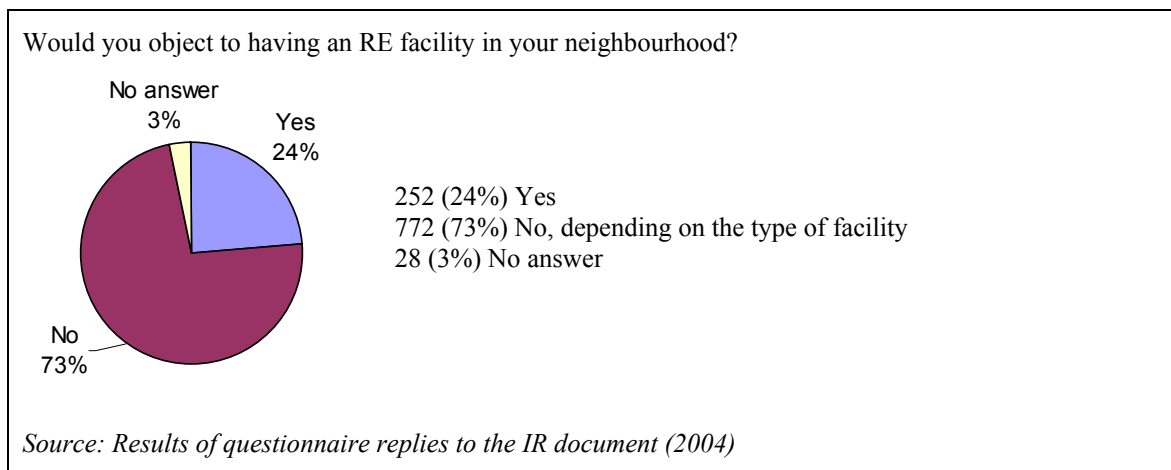 Would you object to having an RE facility in your neighbourhood?
No answer
3%
Yes
24%
No
73%
252 (24%) Yes
772 (73%) No, depending on the type of facility
28 (3%) No answer
Source: Results of questionnaire replies to the IR document (2004)